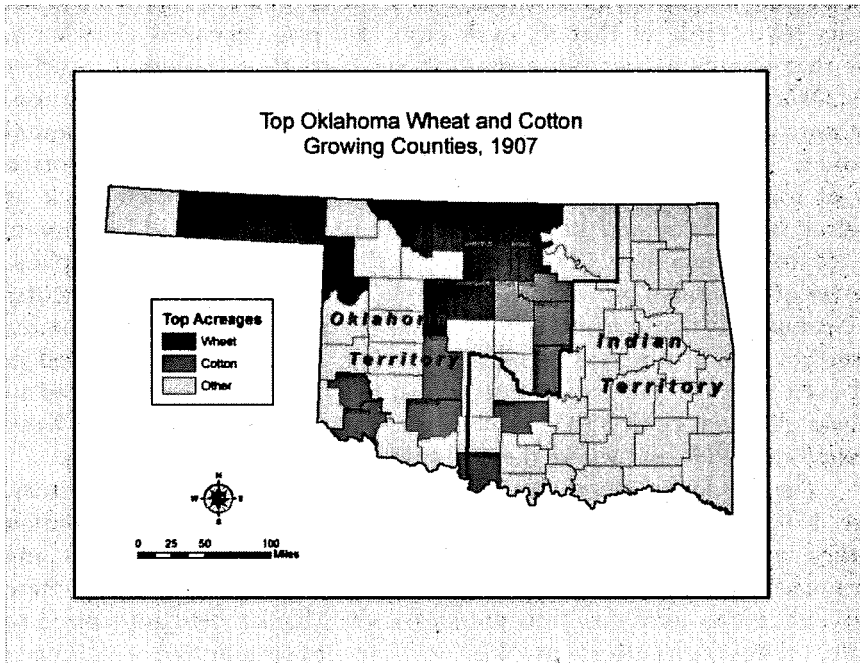 Top Oklahoma Wheat and Cotton
Growing Counties, 1907
Top Acreages
Wheat
Cotton
Other
Oklahom
Territory
Indian
Territory
N
W E
S
0 25 50 100
Miles